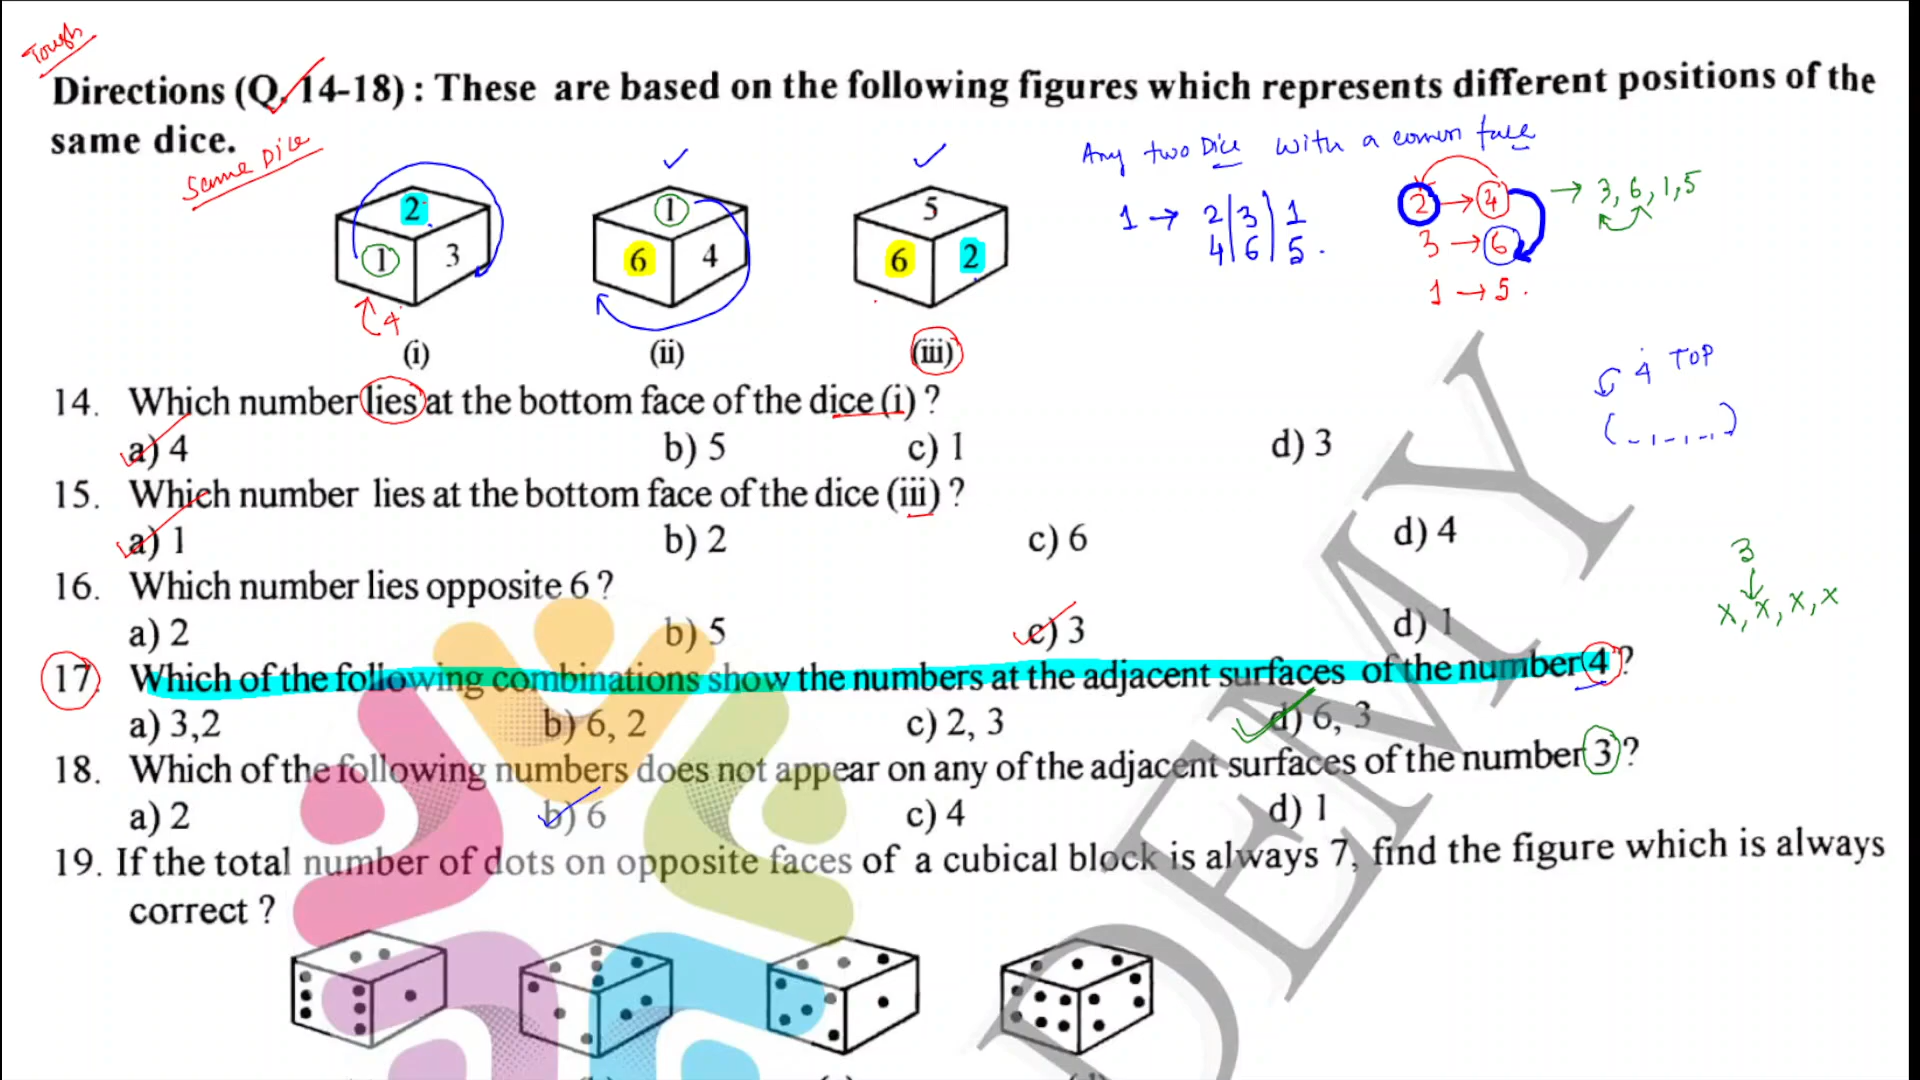 Tough
Directions (Q. 14-18) : These are based on the following figures which represents different positions of the
same dice.
Same Dice
Any two Dice with a comon face
2 1 3
1 6 4
5 6 2
4
1 → 2|3|1
4|6|5.
2 → 4 → 3, 6, 1, 5
3 → 6
1 → 5.
(i) (ii) (iii)
4 TOP
14. Which number lies at the bottom face of the dice (i) ?
a) 4 b) 5 c) 1 d) 3
15. Which number lies at the bottom face of the dice (iii) ?
a) 1 b) 2 c) 6 d) 4
3
x, x, x, x
16. Which number lies opposite 6 ?
a) 2 b) 5 c) 3 d) 1
17. Which of the following combinations show the numbers at the adjacent surfaces of the number 4 ?
a) 3,2 b) 6, 2 c) 2, 3 d) 6, 3
18. Which of the following numbers does not appear on any of the adjacent surfaces of the number 3 ?
a) 2 b) 6 c) 4 d) 1
19. If the total number of dots on opposite faces of a cubical block is always 7, find the figure which is always
correct ?
DEMY